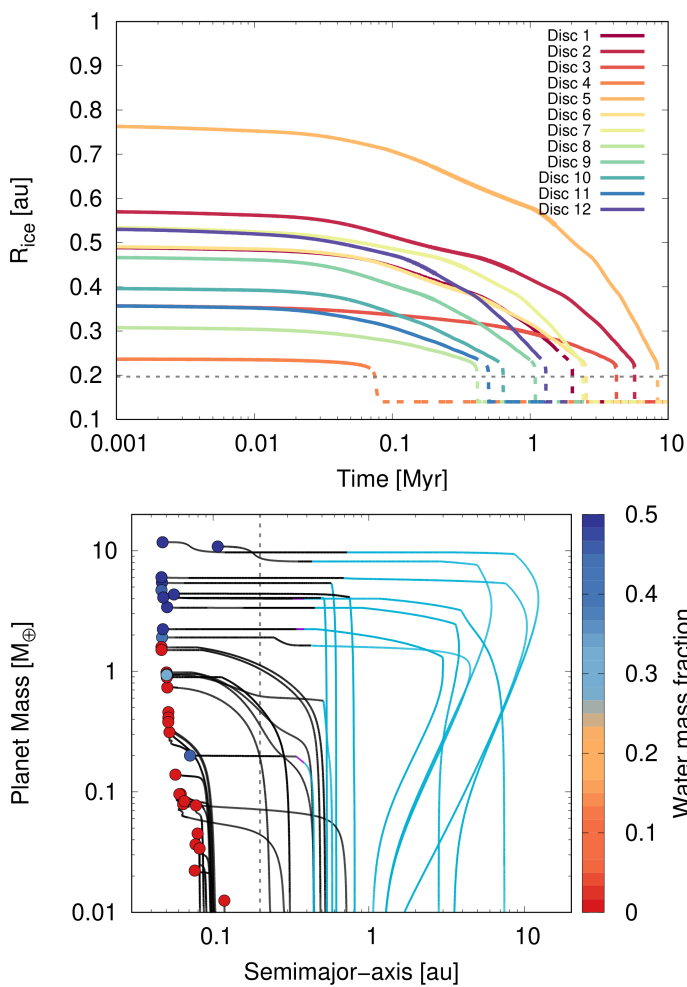 1
0.9
0.8
0.7
0.6
0.5
0.4
0.3
0.2
0.1
R_ice [au]
0.001
0.01
0.1
1
10
Time [Myr]
Disc 1
Disc 2
Disc 3
Disc 4
Disc 5
Disc 6
Disc 7
Disc 8
Disc 9
Disc 10
Disc 11
Disc 12
10
1
0.1
0.01
Planet Mass [M⊕]
0.1
1
10
Semimajor−axis [au]
0.5
0.4
0.3
0.2
0.1
0
Water mass fraction